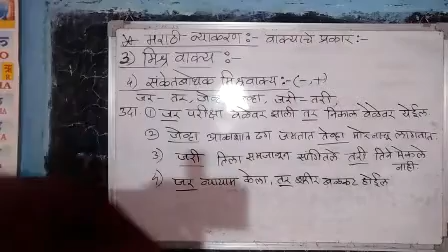 * मराठी व्याकरण :- वाक्याचे प्रकार :-
3) मिश्र वाक्य :-
4) संकेतबोधक मिश्रवाक्य :- (-,+)
जर - तर, जेव्हा - तेव्हा, जरी - तरी,
उदा ① जर परीक्षा वेळेवर झाली तर निकाल वेळेवर येईल
② जेव्हा आकाशात ढग जमतात तेव्हा मोर नाचू लागतात.
3) जरी तिला समजावून सांगितले तरी तिने ऐकले नाही.
4) जर व्यायाम केला, तर शरीर बळकट होईल